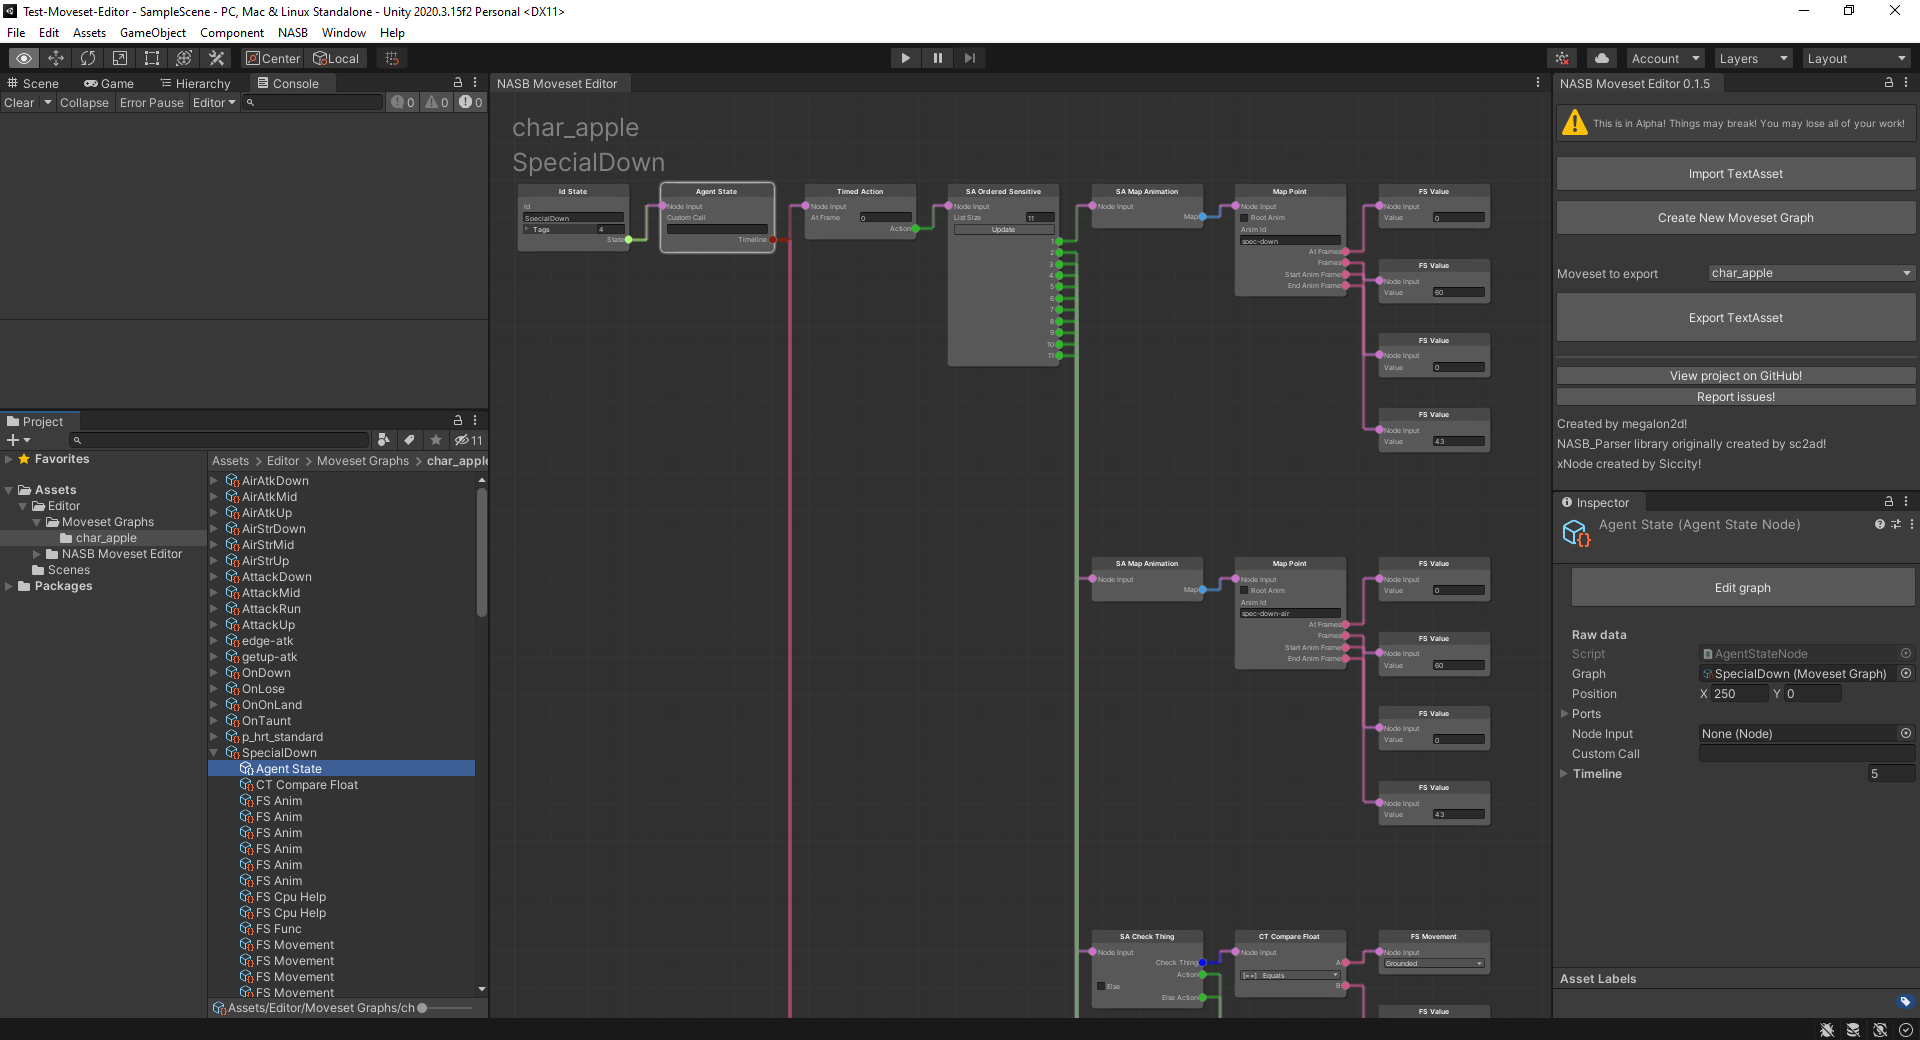 Test-Moveset-Editor - SampleScene - PC, Mac & Linux Standalone - Unity 2020.3.15f2 Personal <DX11>
File Edit Assets GameObject Component NASB Window Help
Center Local Account Layers Layout
Scene Game Hierarchy Console
Clear Collapse Error Pause Editor 0 0 0
Project
11
Favorites
Assets
Editor
Moveset Graphs
char_apple
NASB Moveset Editor
Scenes
Packages
Assets > Editor > Moveset Graphs > char_apple
AirAtkDown
AirAtkMid
AirAtkUp
AirStrDown
AirStrMid
AirStrUp
AttackDown
AttackMid
AttackRun
AttackUp
edge-atk
getup-atk
OnDown
OnLose
OnOnLand
OnTaunt
p_hrt_standard
SpecialDown
Agent State
CT Compare Float
FS Anim
FS Anim
FS Anim
FS Anim
FS Anim
FS Anim
FS Cpu Help
FS Cpu Help
FS Func
FS Movement
FS Movement
FS Movement
FS Movement
Assets/Editor/Moveset Graphs/ch
NASB Moveset Editor
char_apple
SpecialDown
Id State
Id
SpecialDown
Tags 4
State
Agent State
Node Input
Custom Call
Timeline
Timed Action
Node Input
At Frame 0
Action
SA Ordered Sensitive
Node Input
List Size 11
Update
1
2
3
4
5
6
7
8
9
10
11
SA Map Animation
Node Input
Map
Map Point
Node Input
Root Anim
Anim Id
spec-down
At Frames
Frames
Start Anim Frame
End Anim Frame
FS Value
Node Input
Value 0
FS Value
Node Input
Value 60
FS Value
Node Input
Value 0
FS Value
Node Input
Value 43
SA Map Animation
Node Input
Map
Map Point
Node Input
Root Anim
Anim Id
spec-down-air
At Frames
Frames
Start Anim Frame
End Anim Frame
FS Value
Node Input
Value 0
FS Value
Node Input
Value 60
FS Value
Node Input
Value 0
FS Value
Node Input
Value 43
SA Check Thing
Node Input
Check Thing
Action
Else
Else Action
CT Compare Float
Node Input
A
[==] Equals
B
FS Movement
Node Input
Grounded
FS Value
NASB Moveset Editor 0.1.5
This is in Alpha! Things may break! You may lose all of your work!
Import TextAsset
Create New Moveset Graph
Moveset to export char_apple
Export TextAsset
View project on GitHub!
Report issues!
Created by megalon2d!
NASB_Parser library originally created by sc2ad!
xNode created by Siccity!
Inspector
Agent State (Agent State Node)
Edit graph
Raw data
Script AgentStateNode
Graph SpecialDown (Moveset Graph)
Position X 250 Y 0
Ports
Node Input None (Node)
Custom Call
Timeline 5
Asset Labels